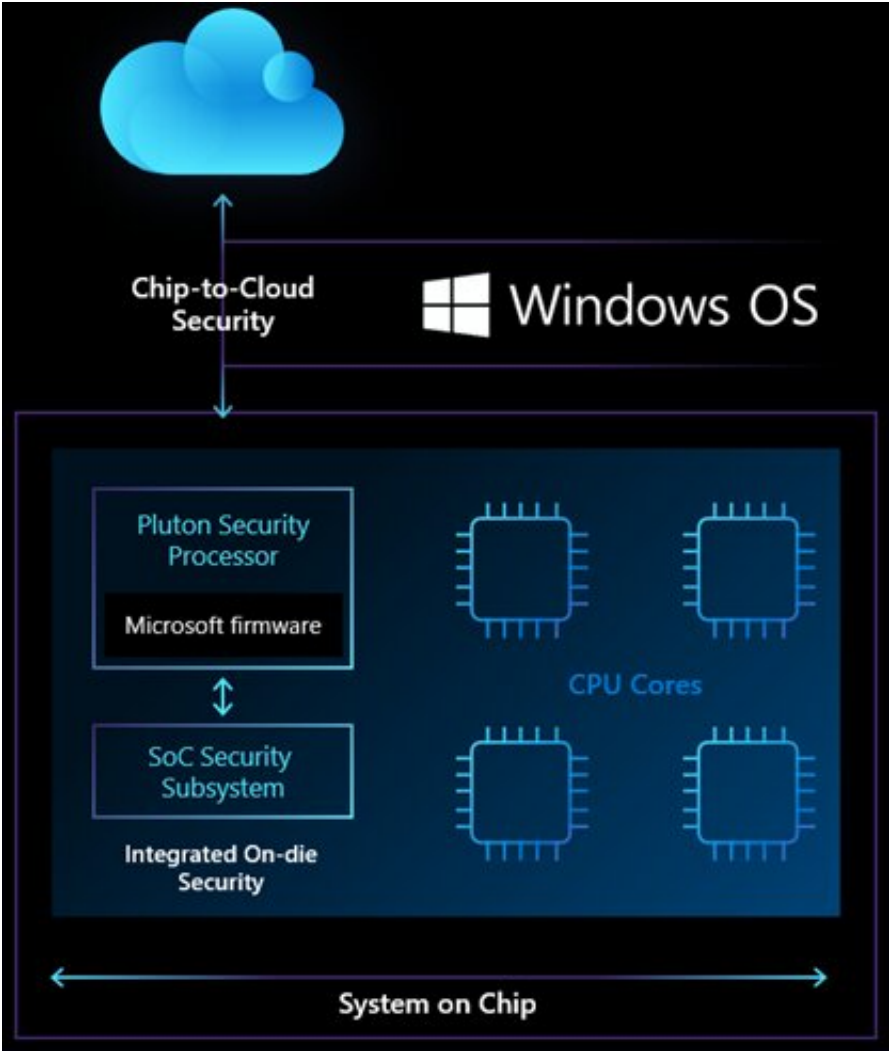 Chip-to-Cloud
Security
Windows OS
Pluton Security
Processor
Microsoft firmware
CPU Cores
SoC Security
Subsystem
Integrated On-die
Security
System on Chip